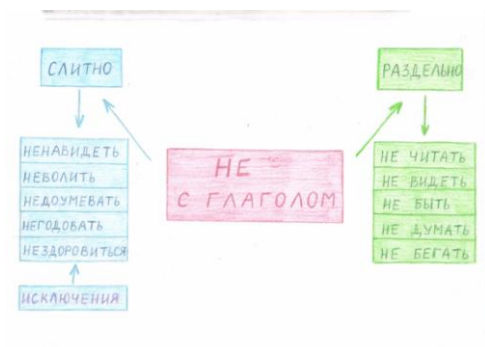 СЛИТНО
РАЗДЕЛЬНО
НЕ
С ГЛАГОЛОМ
НЕНАВИДЕТЬ
НЕВОЛИТЬ
НЕДОУМЕВАТЬ
НЕГОДОВАТЬ
НЕЗДОРОВИТЬСЯ
ИСКЛЮЧЕНИЯ
НЕ ЧИТАТЬ
НЕ ВИДЕТЬ
НЕ БЫТЬ
НЕ ДУМАТЬ
НЕ БЕГАТЬ